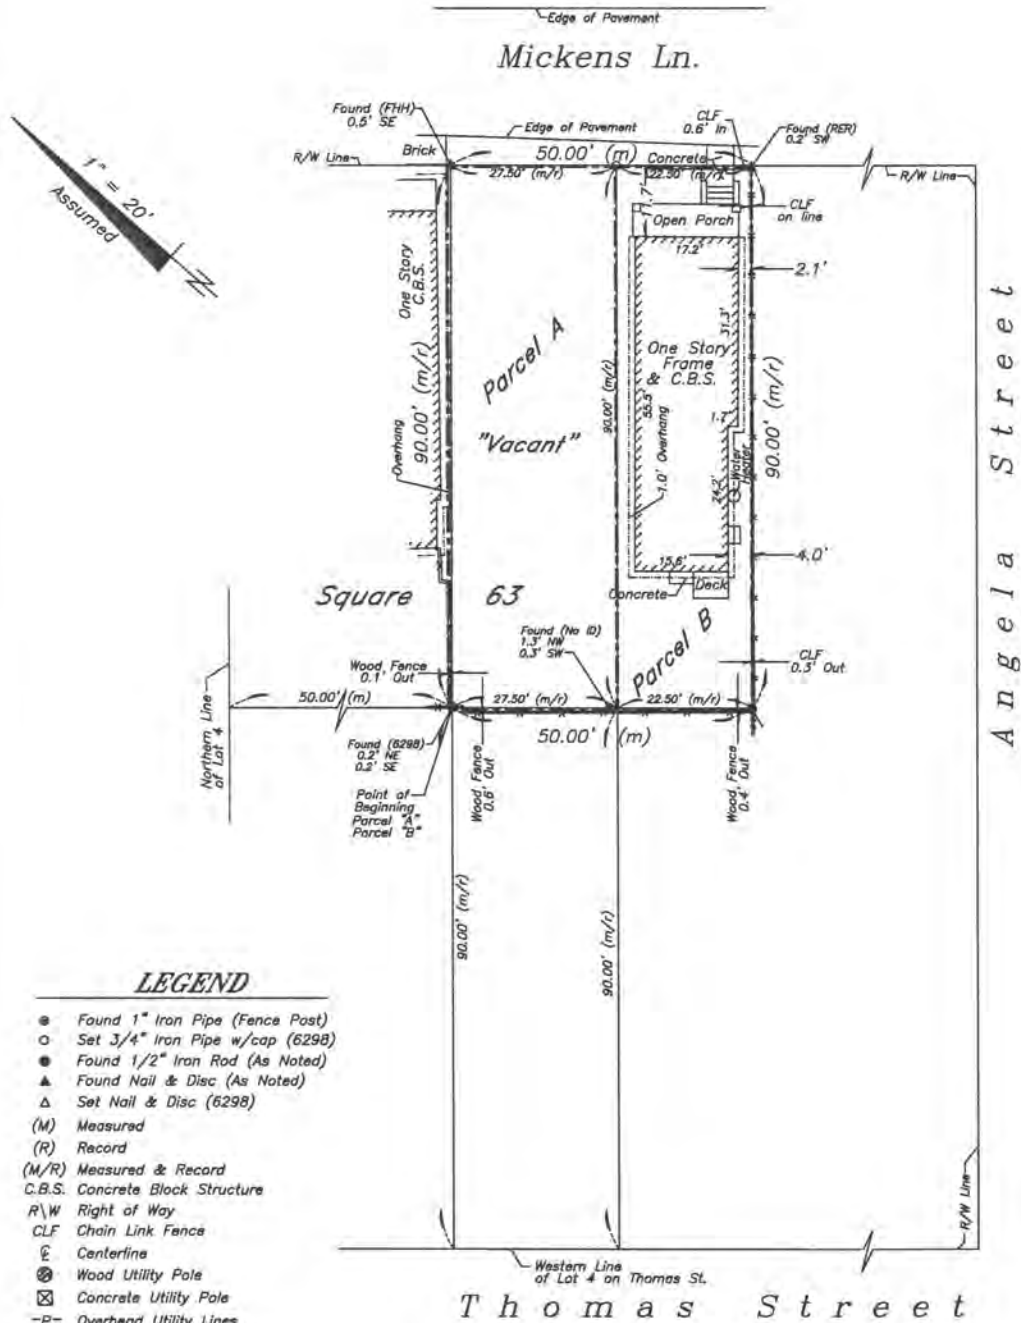 Edge of Pavement
Mickens Ln.
Found (FHH)
0.5' SE
CLF
0.6' In
Found (RER)
0.2' SW
Edge of Pavement
R/W Line
Brick
50.00' (m)
Concrete
27.50' (m/r)
22.50' (m/r)
R/W Line
1" = 20'
Assumed
N
17.7'
Open Porch
CLF
on line
17.2'
2.1'
One Story
C.B.S.
Parcel A
31.3'
One Story
Frame
& C.B.S.
90.00' (m/r)
90.00' (m/r)
55.5'
90.00' (m/r)
1.7'
"Vacant"
Overhang
1.0' Overhang
24.2'
Water
Heater
Angela Street
15.6'
4.0'
Concrete
Deck
Square 63
Found (No ID)
1.3' NW
0.3' SW
Parcel B
Wood Fence
0.1' Out
CLF
0.3' Out
50.00' (m)
27.50' (m/r)
22.50' (m/r)
50.00' (m)
Northern Line
of Lot 4
Found (6298)
0.2' NE
0.2' SE
Wood Fence
0.6' Out
Wood Fence
0.4' Out
Point of
Beginning
Parcel "A"
Parcel "B"
90.00' (m/r)
90.00' (m/r)
LEGEND
Found 1" Iron Pipe (Fence Post)
Set 3/4" Iron Pipe w/cap (6298)
Found 1/2" Iron Rod (As Noted)
Found Nail & Disc (As Noted)
Set Nail & Disc (6298)
(M) Measured
(R) Record
(M/R) Measured & Record
C.B.S. Concrete Block Structure
R\W Right of Way
CLF Chain Link Fence
℄ Centerline
Wood Utility Pole
Concrete Utility Pole
-P- Overhead Utility Lines
R/W Line
Western Line
of Lot 4 on Thomas St.
Thomas Street